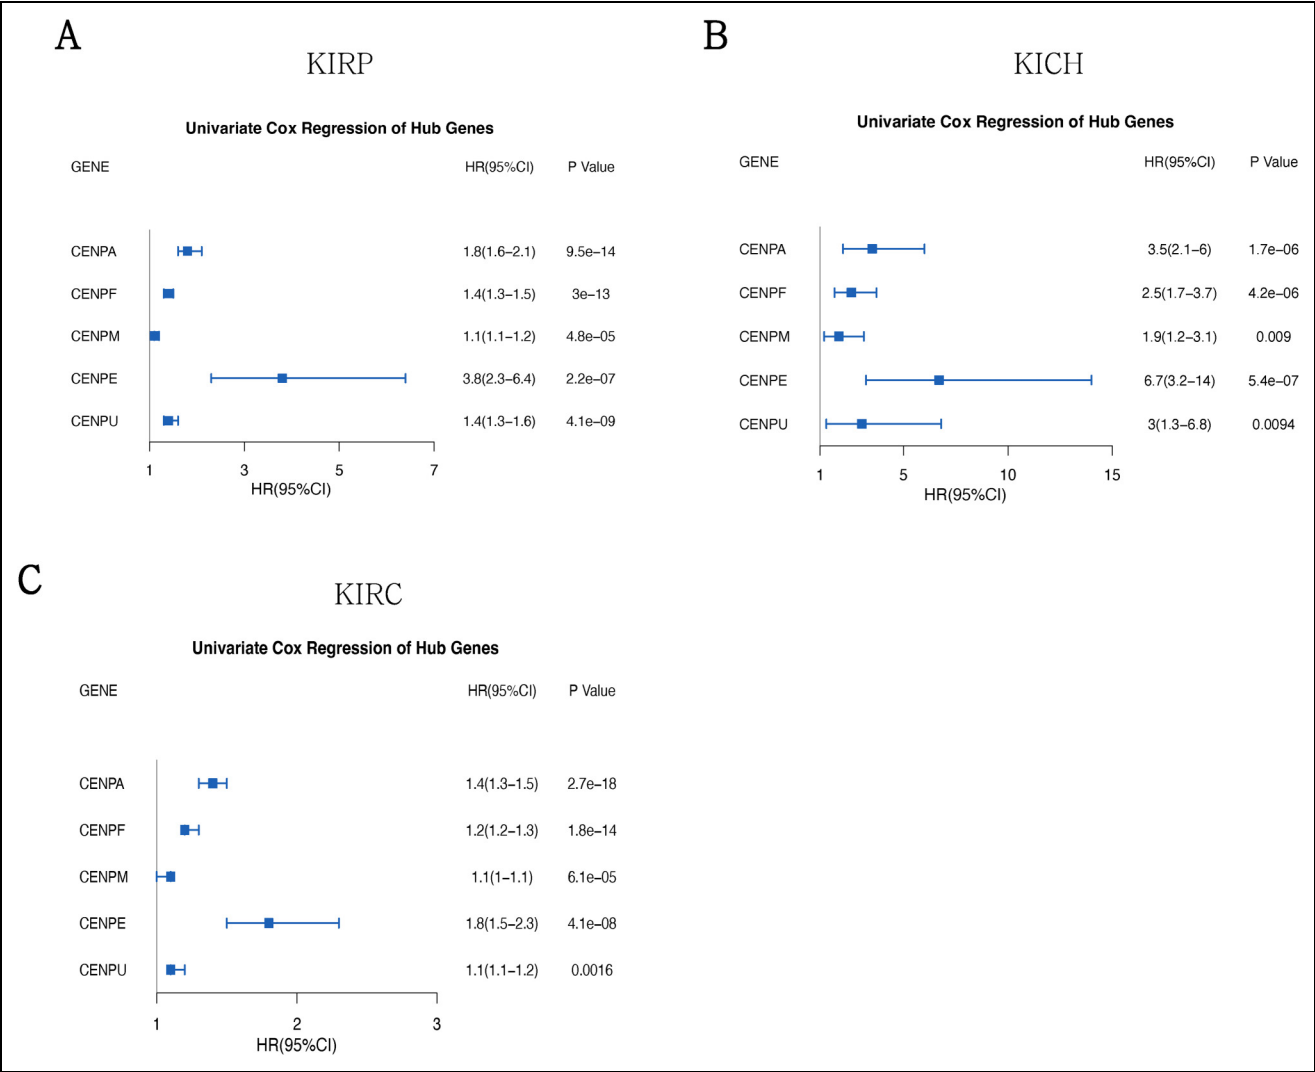 A
KIRP
Univariate Cox Regression of Hub Genes
GENE HR(95%CI) P Value
CENPA 1.8(1.6–2.1) 9.5e–14
CENPF 1.4(1.3–1.5) 3e–13
CENPM 1.1(1.1–1.2) 4.8e–05
CENPE 3.8(2.3–6.4) 2.2e–07
CENPU 1.4(1.3–1.6) 4.1e–09
1 3 5 7
HR(95%CI)
B
KICH
Univariate Cox Regression of Hub Genes
GENE HR(95%CI) P Value
CENPA 3.5(2.1–6) 1.7e–06
CENPF 2.5(1.7–3.7) 4.2e–06
CENPM 1.9(1.2–3.1) 0.009
CENPE 6.7(3.2–14) 5.4e–07
CENPU 3(1.3–6.8) 0.0094
1 5 10 15
HR(95%CI)
C
KIRC
Univariate Cox Regression of Hub Genes
GENE HR(95%CI) P Value
CENPA 1.4(1.3–1.5) 2.7e–18
CENPF 1.2(1.2–1.3) 1.8e–14
CENPM 1.1(1–1.1) 6.1e–05
CENPE 1.8(1.5–2.3) 4.1e–08
CENPU 1.1(1.1–1.2) 0.0016
1 2 3
HR(95%CI)